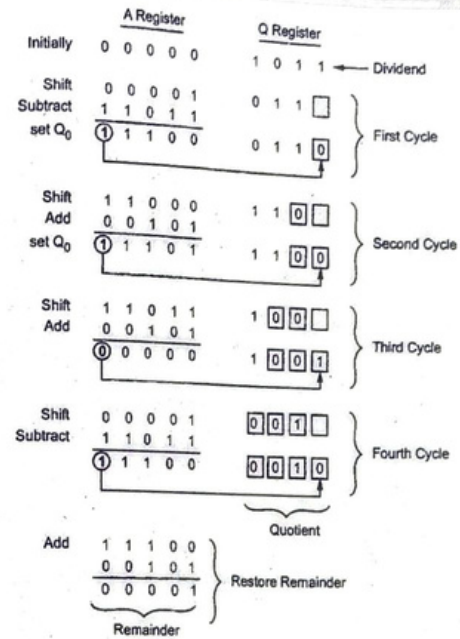 A Register Q Register
Initially 0 0 0 0 0 1 0 1 1 Dividend
Shift 0 0 0 0 1 0 1 1
Subtract 1 1 0 1 1
First Cycle
set Q0 1 1 1 0 0 0 1 1 0
Shift 1 1 0 0 0 1 1 0
Add 0 0 1 0 1
Second Cycle
set Q0 1 1 1 0 1 1 1 0 0
Shift 1 1 0 1 1 1 0 0
Add 0 0 1 0 1
Third Cycle
0 0 0 0 0 1 0 0 1
Shift 0 0 0 0 1 0 0 1
Subtract 1 1 0 1 1
Fourth Cycle
1 1 1 0 0 0 0 1 0
Quotient
Add 1 1 1 0 0
0 0 1 0 1 Restore Remainder
0 0 0 0 1
Remainder